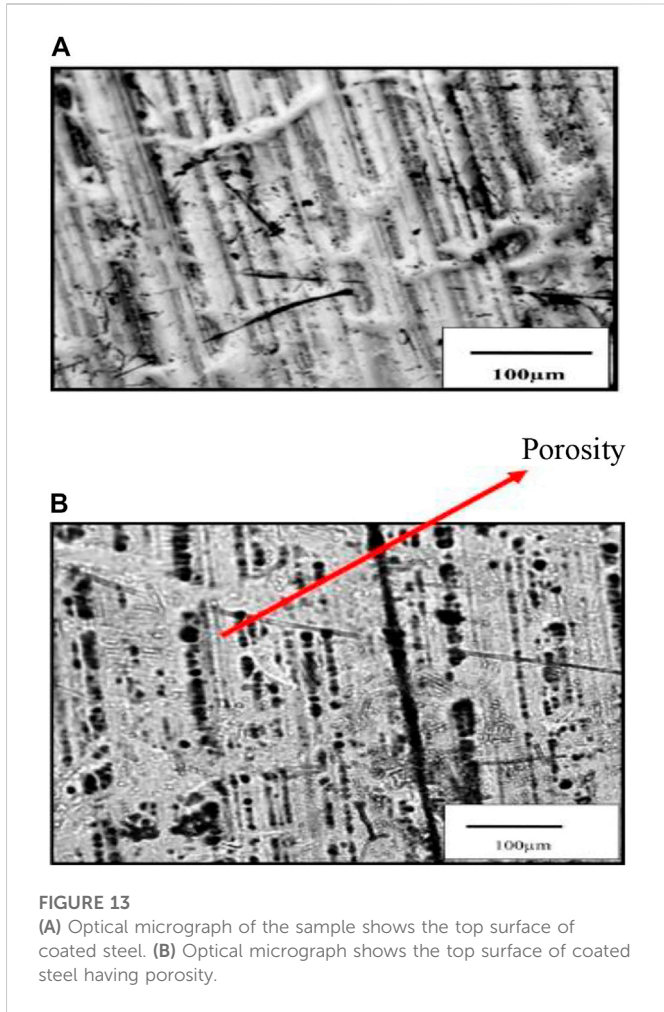 A
100µm
Porosity
B
100µm
FIGURE 13
(A) Optical micrograph of the sample shows the top surface of
coated steel. (B) Optical micrograph shows the top surface of coated
steel having porosity.